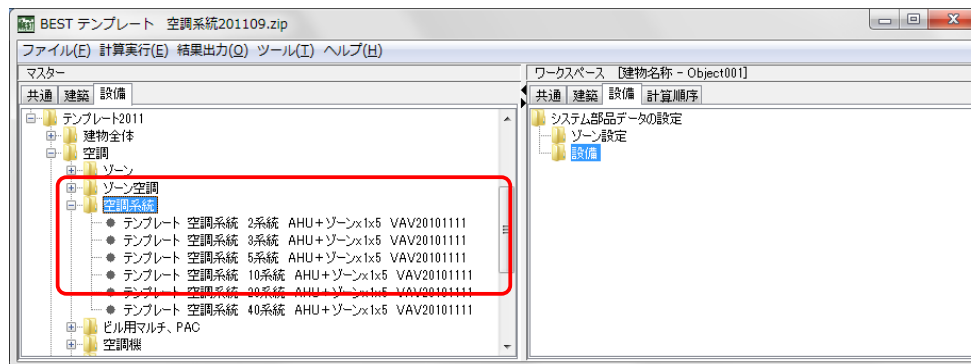 BEST テンプレート 空調系統201109.zip
ファイル(F) 計算実行(E) 結果出力(O) ツール(T) ヘルプ(H)
マスター
共通 建築 設備
テンプレート2011
建物全体
空調
ゾーン
ゾーン空調
空調系統
テンプレート 空調系統 2系統 AHU+ゾーンx1x5 VAV20101111
テンプレート 空調系統 3系統 AHU+ゾーンx1x5 VAV20101111
テンプレート 空調系統 5系統 AHU+ゾーンx1x5 VAV20101111
テンプレート 空調系統 10系統 AHU+ゾーンx1x5 VAV20101111
テンプレート 空調系統 20系統 AHU+ゾーンx1x5 VAV20101111
テンプレート 空調系統 40系統 AHU+ゾーンx1x5 VAV20101111
ビル用マルチ、PAC
空調機
ワークスペース [建物名称 - Object001]
共通 建築 設備 計算順序
システム部品データの設定
ゾーン設定
設備